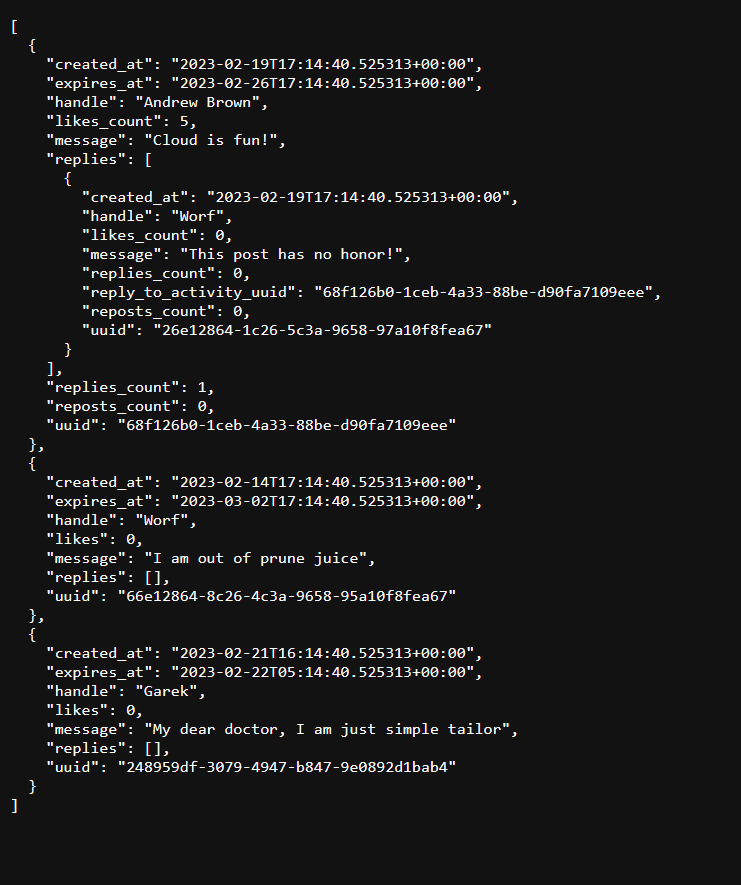 [
  {
    "created_at": "2023-02-19T17:14:40.525313+00:00",
    "expires_at": "2023-02-26T17:14:40.525313+00:00",
    "handle": "Andrew Brown",
    "likes_count": 5,
    "message": "Cloud is fun!",
    "replies": [
      {
        "created_at": "2023-02-19T17:14:40.525313+00:00",
        "handle": "Worf",
        "likes_count": 0,
        "message": "This post has no honor!",
        "replies_count": 0,
        "reply_to_activity_uuid": "68f126b0-1ceb-4a33-88be-d90fa7109eee",
        "reposts_count": 0,
        "uuid": "26e12864-1c26-5c3a-9658-97a10f8fea67"
      }
    ],
    "replies_count": 1,
    "reposts_count": 0,
    "uuid": "68f126b0-1ceb-4a33-88be-d90fa7109eee"
  },
  {
    "created_at": "2023-02-14T17:14:40.525313+00:00",
    "expires_at": "2023-03-02T17:14:40.525313+00:00",
    "handle": "Worf",
    "likes": 0,
    "message": "I am out of prune juice",
    "replies": [],
    "uuid": "66e12864-8c26-4c3a-9658-95a10f8fea67"
  },
  {
    "created_at": "2023-02-21T16:14:40.525313+00:00",
    "expires_at": "2023-02-22T05:14:40.525313+00:00",
    "handle": "Garek",
    "likes": 0,
    "message": "My dear doctor, I am just simple tailor",
    "replies": [],
    "uuid": "248959df-3079-4947-b847-9e0892d1bab4"
  }
]